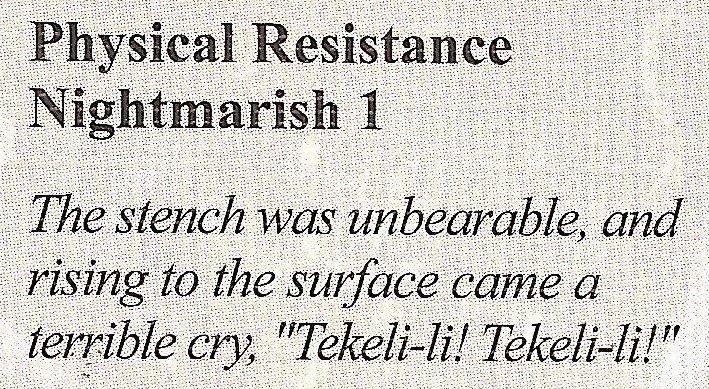 Physical Resistance
Nightmarish 1
The stench was unbearable, and
rising to the surface came a
terrible cry, "Tekeli-li! Tekeli-li!"